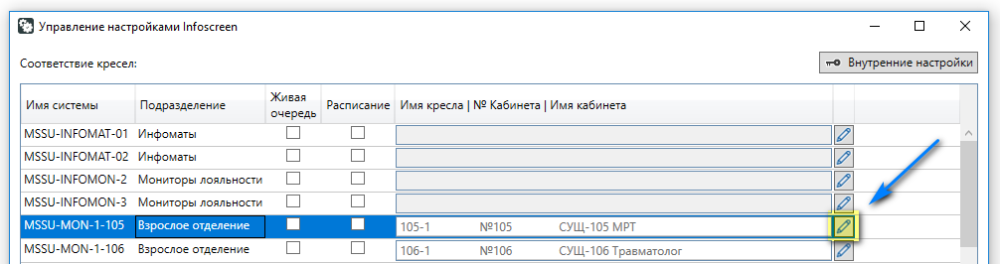 Управление настройками Infoscreen
Соответствие кресел:
Внутренние настройки
Имя системы Подразделение Живая очередь Расписание Имя кресла | № Кабинета | Имя кабинета
MSSU-INFOMAT-01 Инфоматы
MSSU-INFOMAT-02 Инфоматы
MSSU-INFOMON-2 Мониторы лояльности
MSSU-INFOMON-3 Мониторы лояльности
MSSU-MON-1-105 Взрослое отделение 105-1 №105 СУЩ-105 МРТ
MSSU-MON-1-106 Взрослое отделение 106-1 №106 СУЩ-106 Травматолог